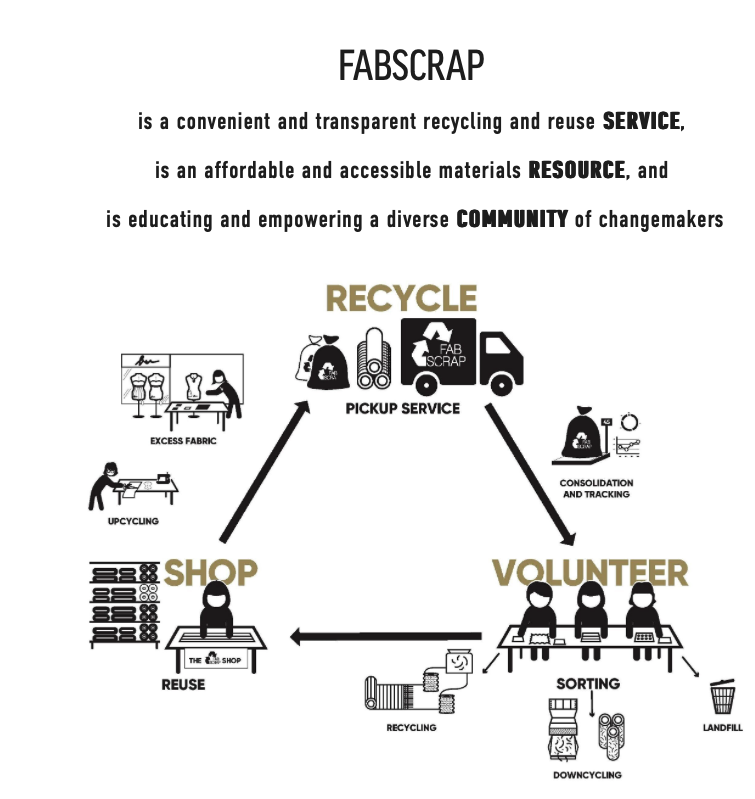 FABSCRAP
is a convenient and transparent recycling and reuse SERVICE,
is an affordable and accessible materials RESOURCE, and
is educating and empowering a diverse COMMUNITY of changemakers
RECYCLE
FAB
SCRAP
PICKUP SERVICE
EXCESS FABRIC
CONSOLIDATION
AND TRACKING
UPCYCLING
SHOP
VOLUNTEER
THE SHOP
REUSE
SORTING
RECYCLING
LANDFILL
DOWNCYCLING